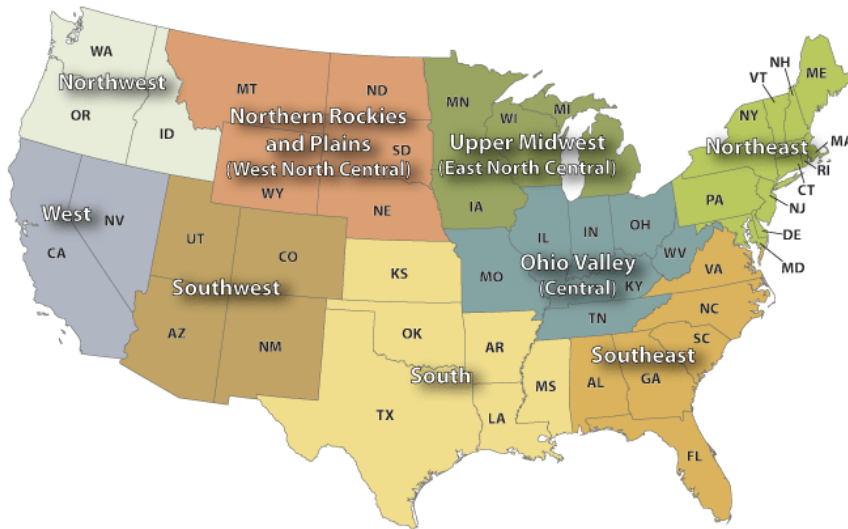 WA
Northwest
OR
ID
MT
ND
Northern Rockies
and Plains
(West North Central)
SD
WY
NE
MN
WI
MI
Upper Midwest
(East North Central)
IA
VT
NH
ME
NY
MA
Northeast
RI
CT
PA
NJ
DE
MD
West
NV
CA
UT
CO
Southwest
AZ
NM
KS
OK
AR
South
TX
LA
MS
IL
IN
OH
WV
MO
Ohio Valley
(Central)
KY
TN
VA
NC
SC
Southeast
AL
GA
FL